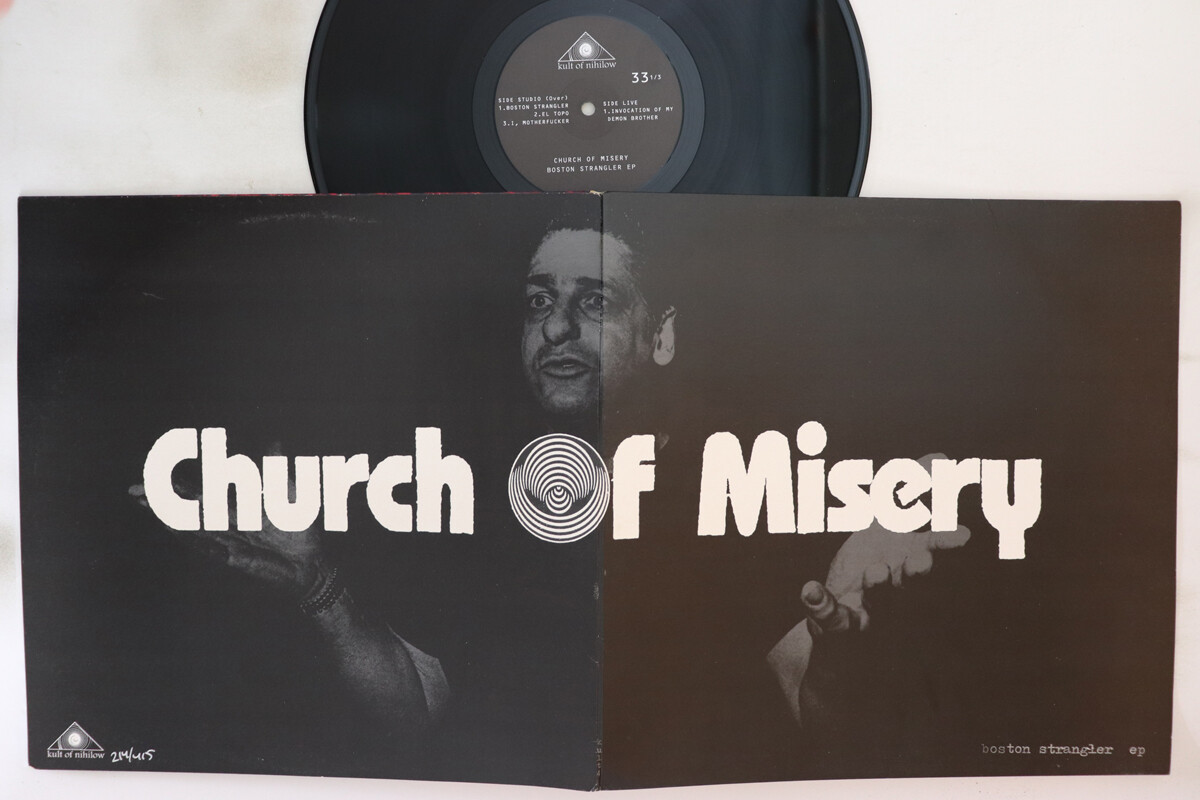 kult of nihilow
33 1/3
SIDE STUDIO (Over)
1.BOSTON STRANGLER
2.EL TOPO
3.I, MOTHERFUCKER
SIDE LIVE
1.INVOCATION OF MY
DEMON BROTHER
CHURCH OF MISERY
BOSTON STRANGLER EP
Church Of Misery
kult of nihilow
214/415
boston strangler ep